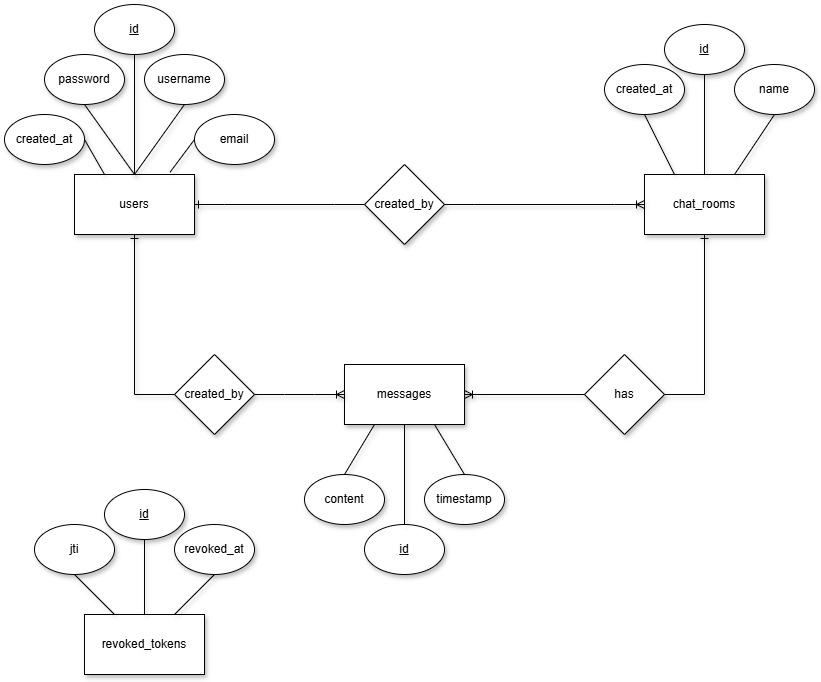 id
password
username
created_at
email
users
created_by
id
created_at
name
chat_rooms
created_by
messages
has
content
timestamp
id
id
jti
revoked_at
revoked_tokens